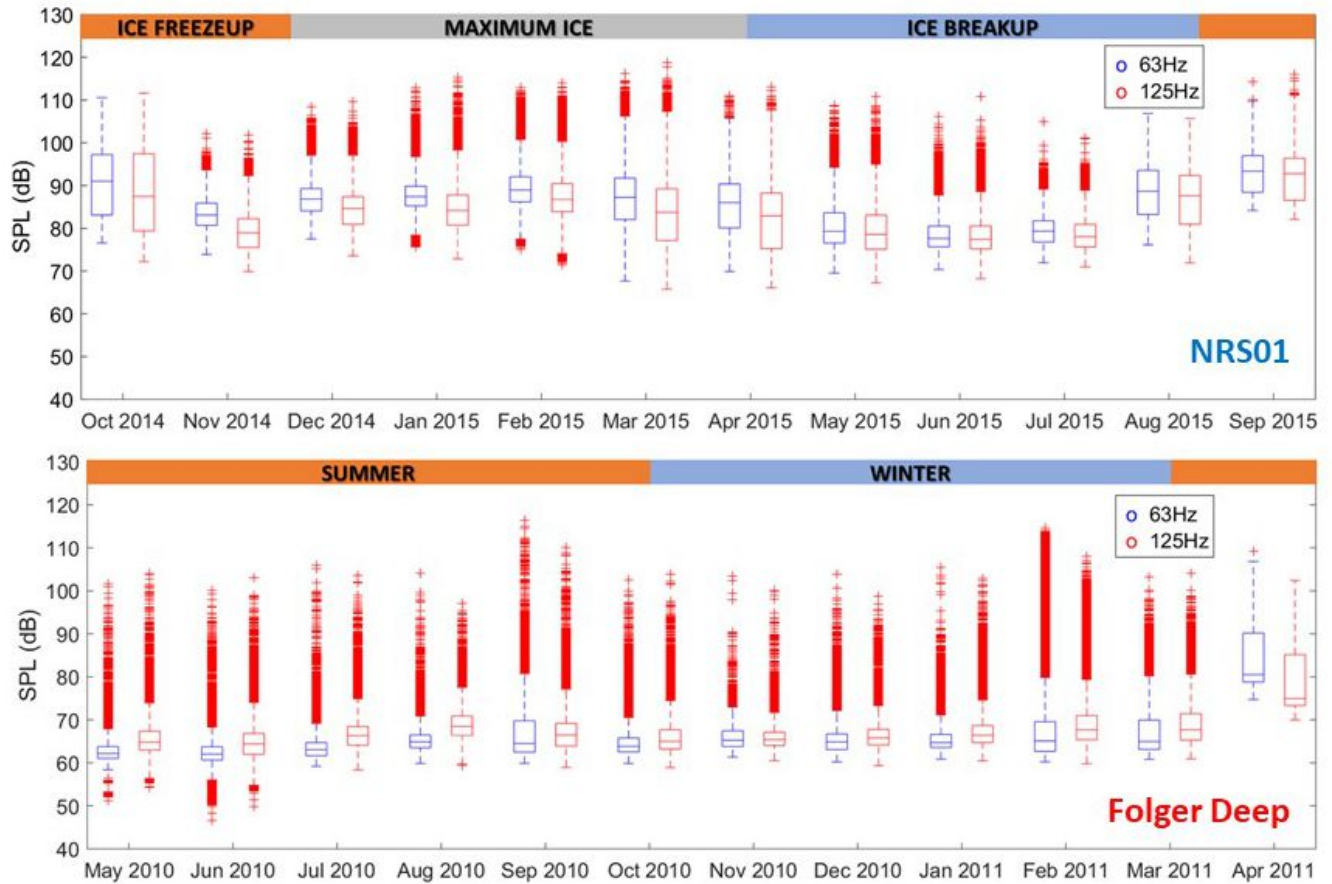 130
120
110
100
90
80
70
60
50
40
SPL (dB)
ICE FREEZEUP MAXIMUM ICE ICE BREAKUP
63Hz
125Hz
NRS01
Oct 2014 Nov 2014 Dec 2014 Jan 2015 Feb 2015 Mar 2015 Apr 2015 May 2015 Jun 2015 Jul 2015 Aug 2015 Sep 2015
130
120
110
100
90
80
70
60
50
40
SPL (dB)
SUMMER WINTER
63Hz
125Hz
Folger Deep
May 2010 Jun 2010 Jul 2010 Aug 2010 Sep 2010 Oct 2010 Nov 2010 Dec 2010 Jan 2011 Feb 2011 Mar 2011 Apr 2011